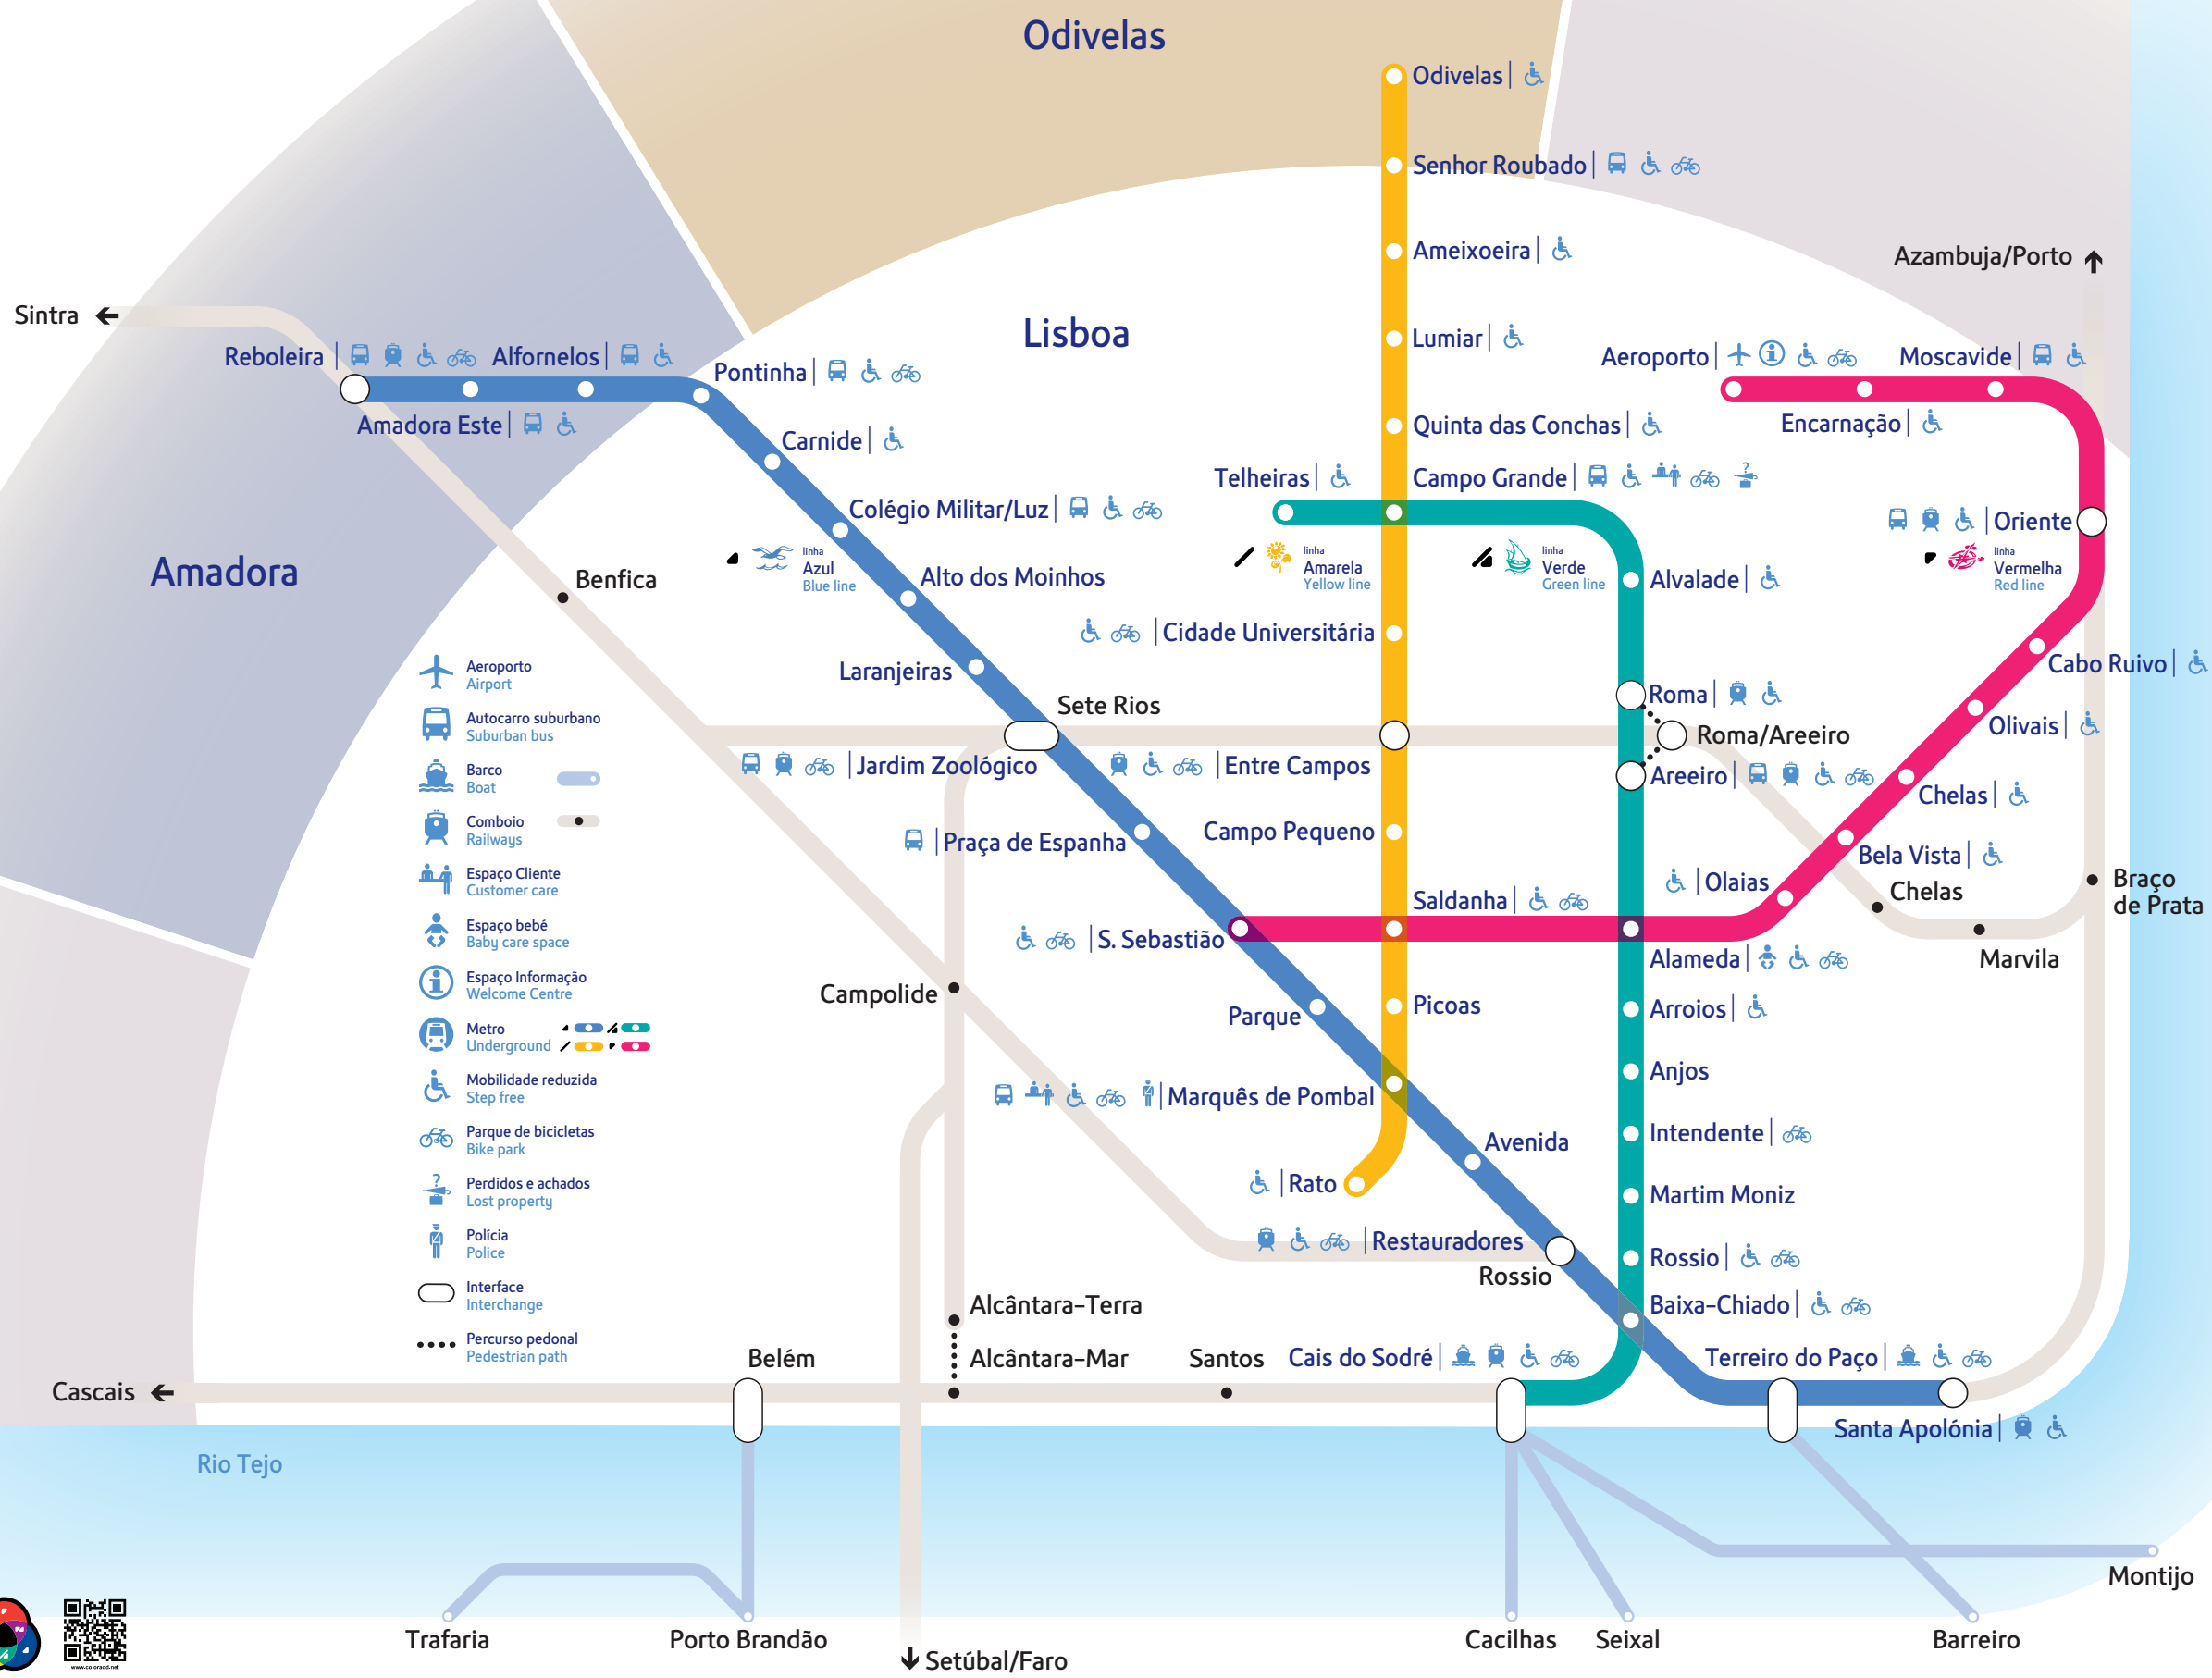 Odivelas
Odivelas
Senhor Roubado
Ameixoeira
Azambuja/Porto
Sintra
Lisboa
Lumiar
Reboleira
Alfornelos
Pontinha
Aeroporto
Moscavide
Amadora Este
Quinta das Conchas
Encarnação
Carnide
Telheiras
Campo Grande
Colégio Militar/Luz
Oriente
linha
Azul
Blue line
linha
Amarela
Yellow line
linha
Verde
Green line
linha
Vermelha
Red line
Amadora
Benfica
Alto dos Moinhos
Alvalade
Cidade Universitária
Laranjeiras
Cabo Ruivo
Sete Rios
Roma
Olivais
Roma/Areeiro
Jardim Zoológico
Entre Campos
Areeiro
Chelas
Praça de Espanha
Campo Pequeno
Bela Vista
Olaias
Chelas
Braço
de Prata
Saldanha
S. Sebastião
Alameda
Marvila
Campolide
Parque
Picoas
Arroios
Anjos
Marquês de Pombal
Avenida
Intendente
Rato
Martim Moniz
Restauradores
Rossio
Rossio
Alcântara-Terra
Baixa-Chiado
Belém
Alcântara-Mar
Santos
Cais do Sodré
Terreiro do Paço
Cascais
Santa Apolónia
Rio Tejo
Aeroporto
Airport
Autocarro suburbano
Suburban bus
Barco
Boat
Comboio
Railways
Espaço Cliente
Customer care
Espaço bebé
Baby care space
Espaço Informação
Welcome Centre
Metro
Underground
Mobilidade reduzida
Step free
Parque de bicicletas
Bike park
?
Perdidos e achados
Lost property
Polícia
Police
Interface
Interchange
Percurso pedonal
Pedestrian path
Montijo
Trafaria
Porto Brandão
Cacilhas
Seixal
Barreiro
Setúbal/Faro
www.coloradd.net